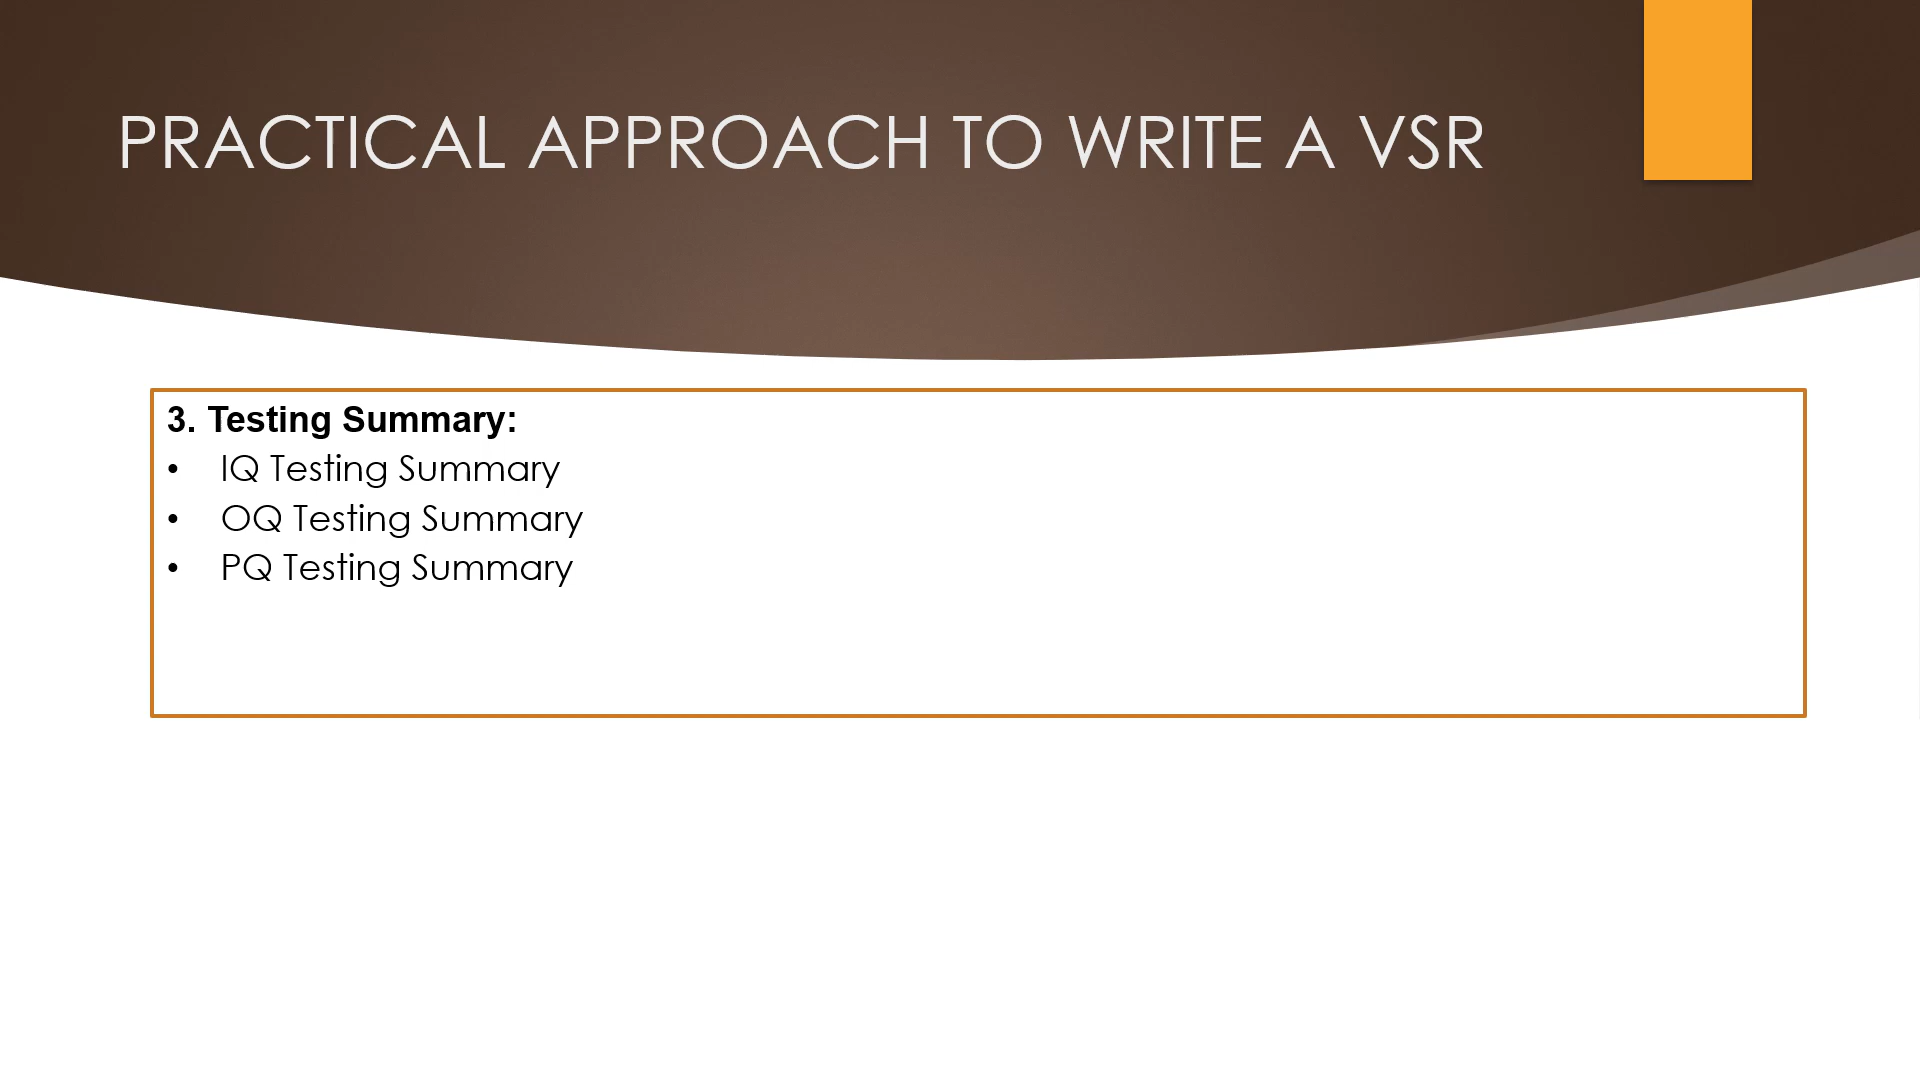 PRACTICAL APPROACH TO WRITE A VSR
3. Testing Summary:
• IQ Testing Summary
• OQ Testing Summary
• PQ Testing Summary